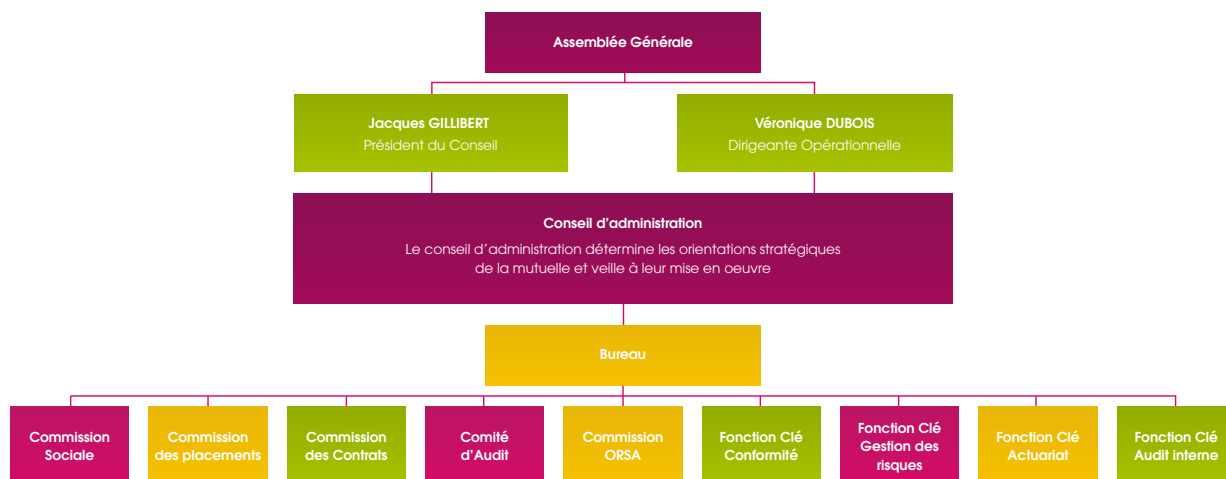 Assemblée Générale
Jacques GILLIBERT
Président du Conseil
Véronique DUBOIS
Dirigeante Opérationnelle
Conseil d'administration
Le conseil d'administration détermine les orientations stratégiques
de la mutuelle et veille à leur mise en oeuvre
Bureau
Commission
Sociale
Commission
des placements
Commission
des Contrats
Comité
d'Audit
Commission
ORSA
Fonction Clé
Conformité
Fonction Clé
Gestion des
risques
Fonction Clé
Actuariat
Fonction Clé
Audit interne